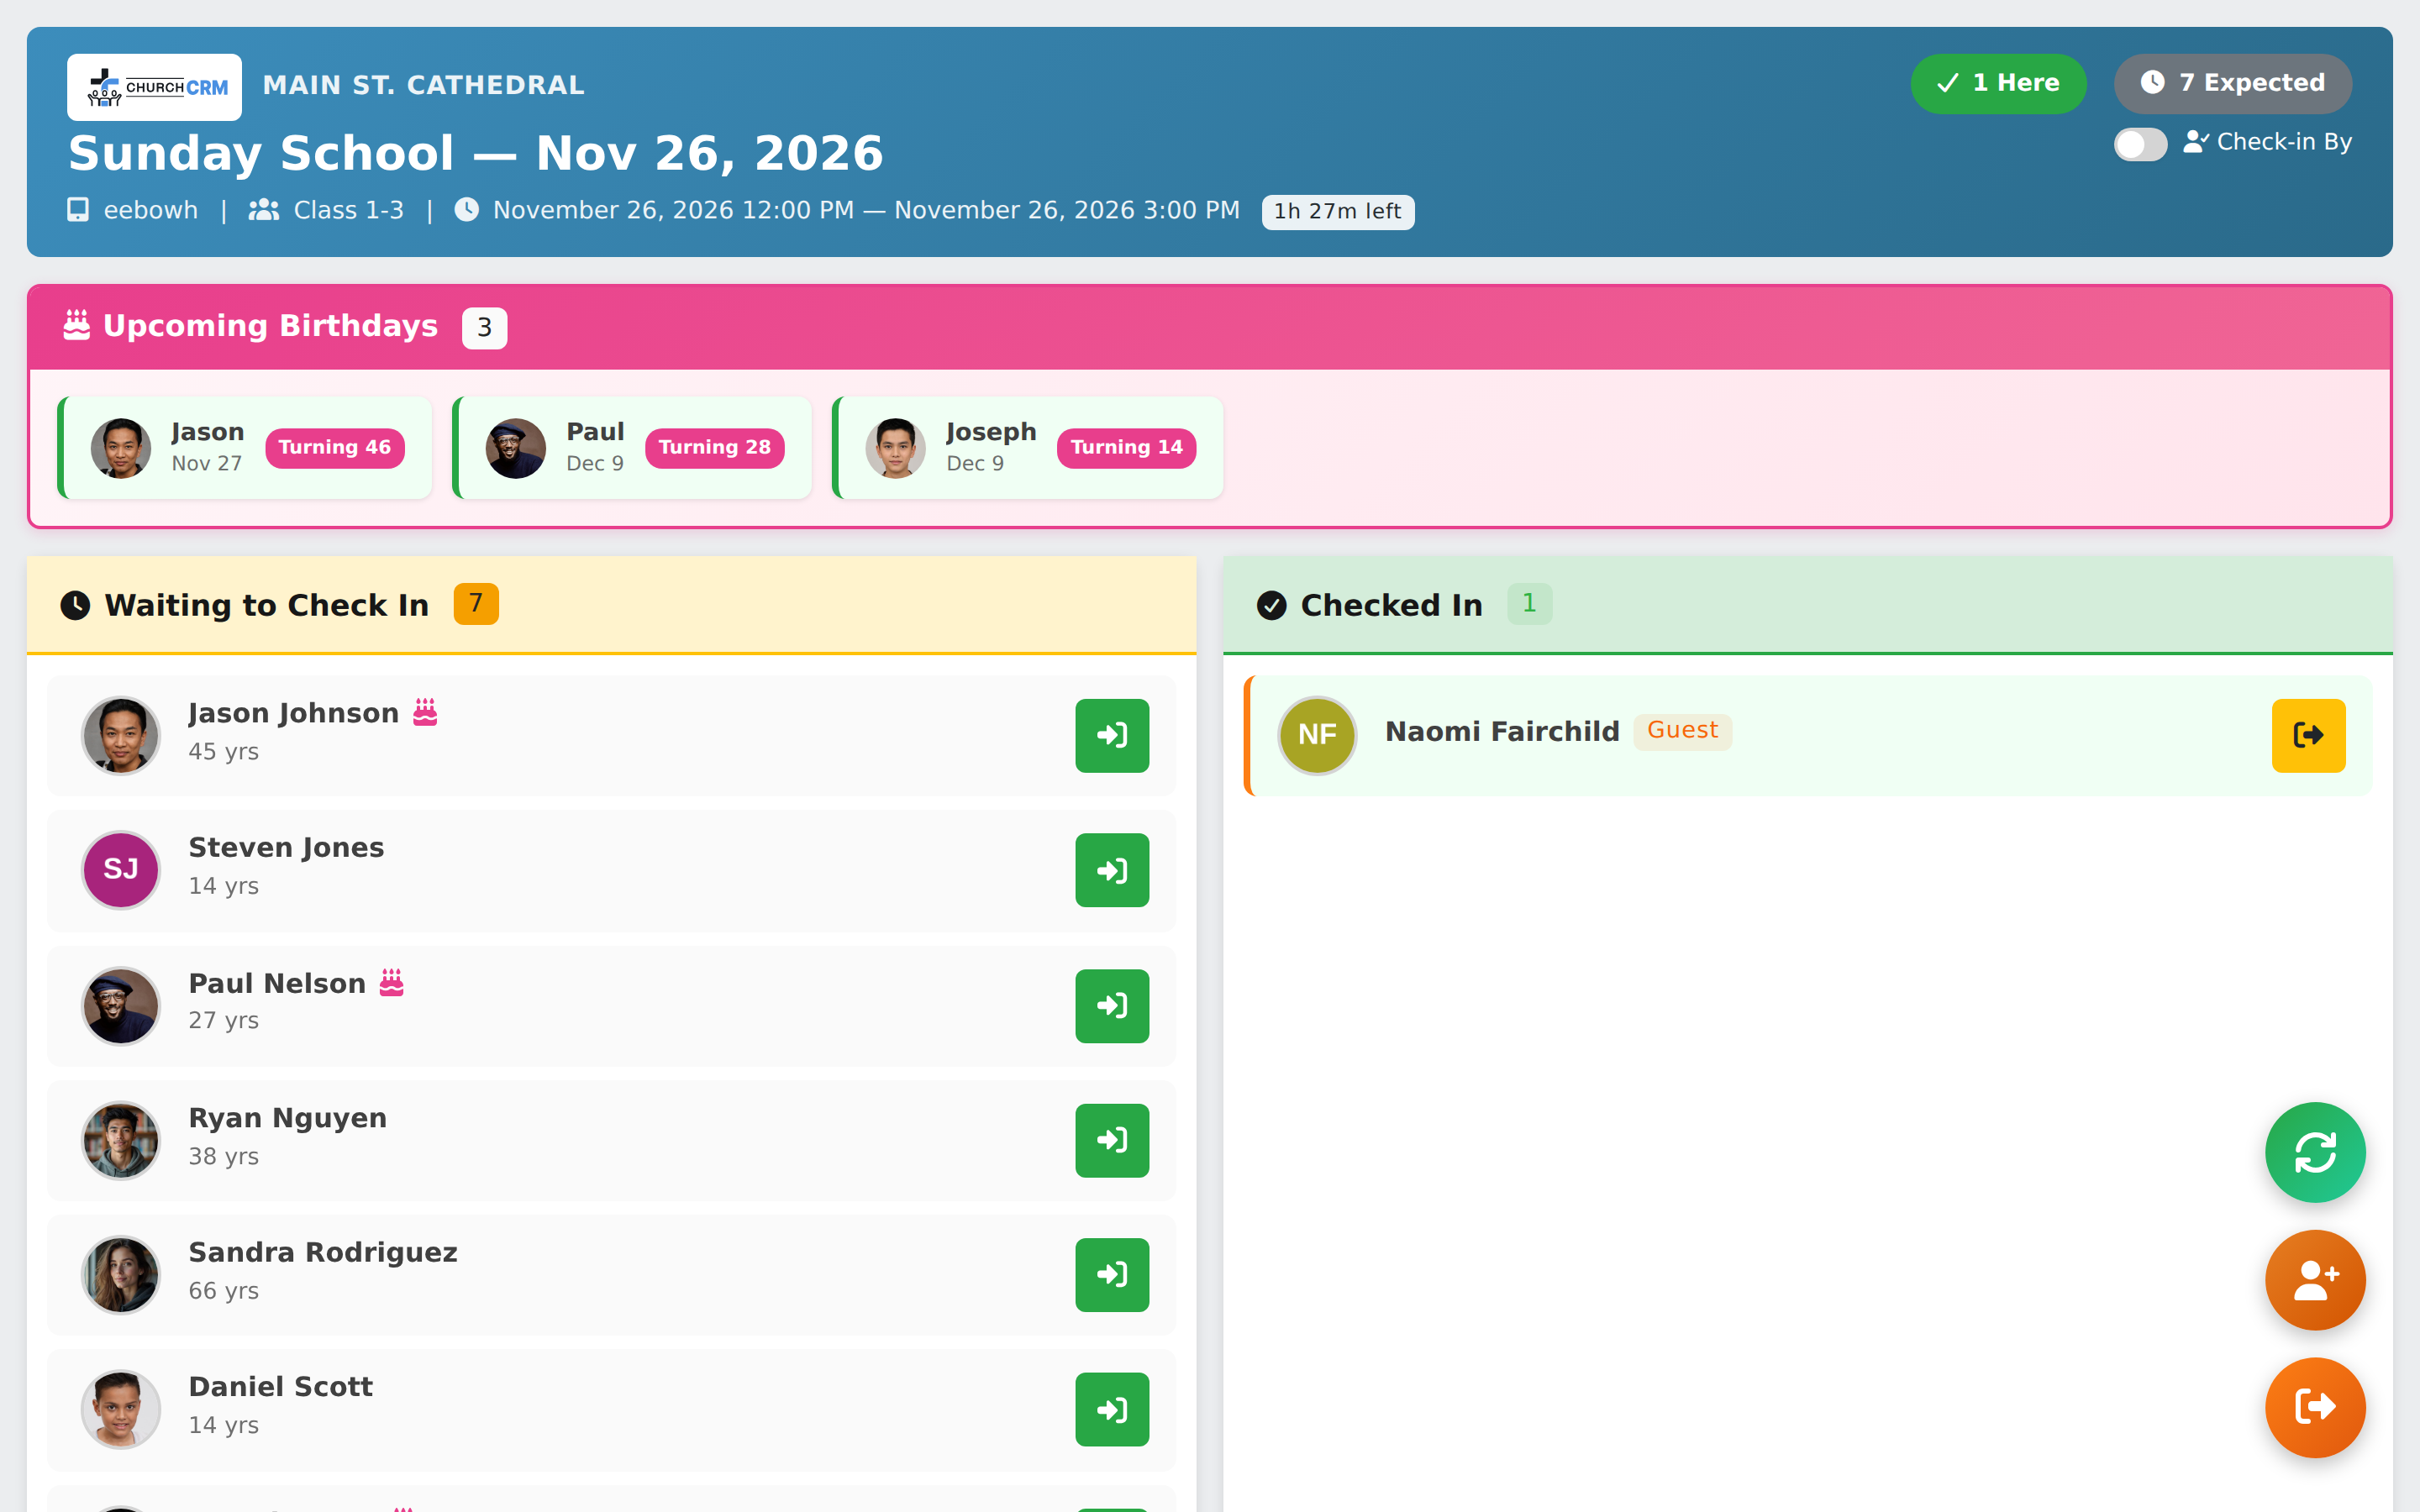 CHURCHCRM MAIN ST. CATHEDRAL
Sunday School — Nov 26, 2026
eebowh | Class 1-3 | November 26, 2026 12:00 PM — November 26, 2026 3:00 PM 1h 27m left
1 Here 7 Expected
Check-in By
Upcoming Birthdays 3
Jason
Nov 27
Turning 46
Paul
Dec 9
Turning 28
Joseph
Dec 9
Turning 14
Waiting to Check In 7
Jason Johnson
45 yrs
SJ
Steven Jones
14 yrs
Paul Nelson
27 yrs
Ryan Nguyen
38 yrs
Sandra Rodriguez
66 yrs
Daniel Scott
14 yrs
Checked In 1
NF
Naomi Fairchild Guest